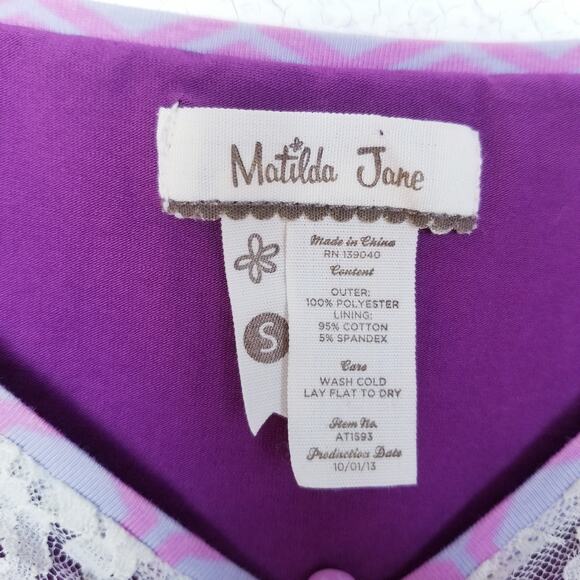 Matilda Jane
S
Made in China
RN 139040
Content
OUTER:
100% POLYESTER
LINING:
95% COTTON
5% SPANDEX
Care
WASH COLD
LAY FLAT TO DRY
Item No.
AT1593
Production Date
10/01/13